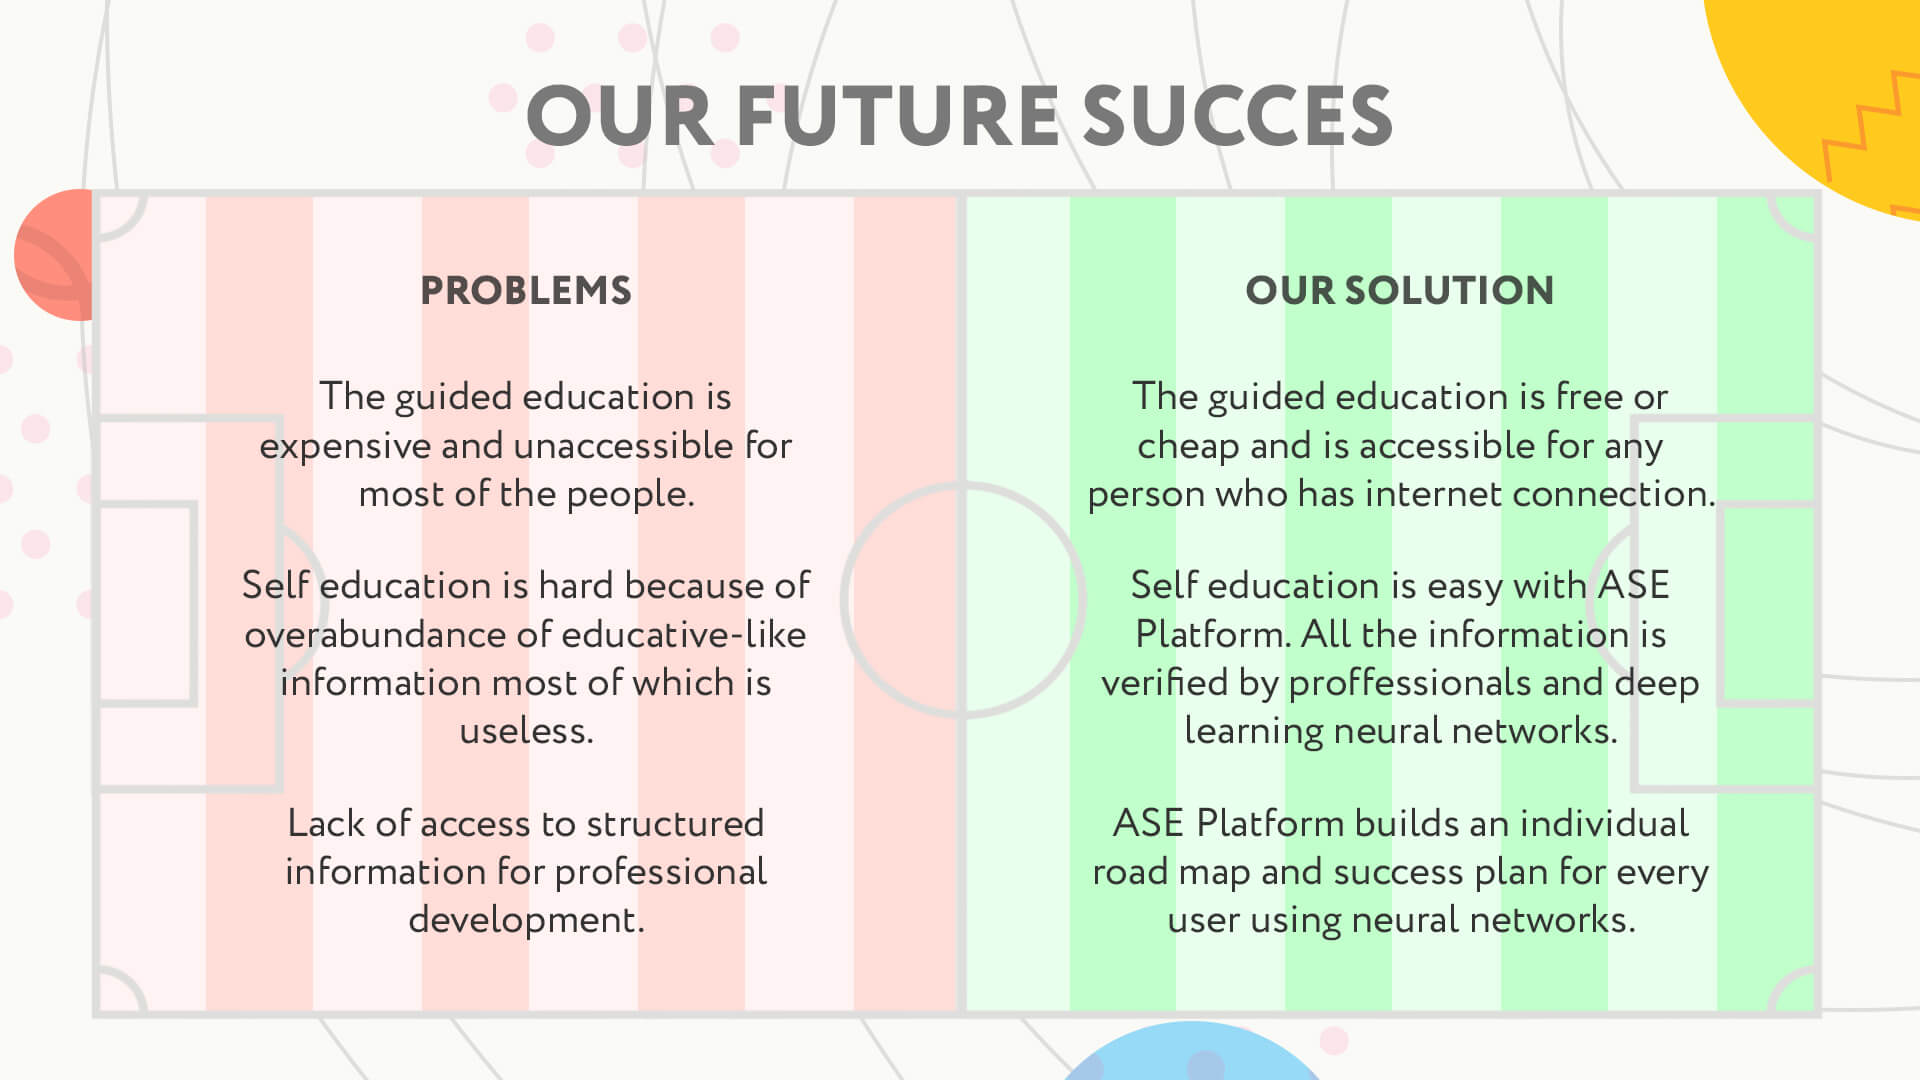 OUR FUTURE SUCCES
PROBLEMS
The guided education is
expensive and unaccessible for
most of the people.
Self education is hard because of
overabundance of educative-like
information most of which is
useless.
Lack of access to structured
information for professional
development.
OUR SOLUTION
The guided education is free or
cheap and is accessible for any
person who has internet connection.
Self education is easy with ASE
Platform. All the information is
verified by proffessionals and deep
learning neural networks.
ASE Platform builds an individual
road map and success plan for every
user using neural networks.